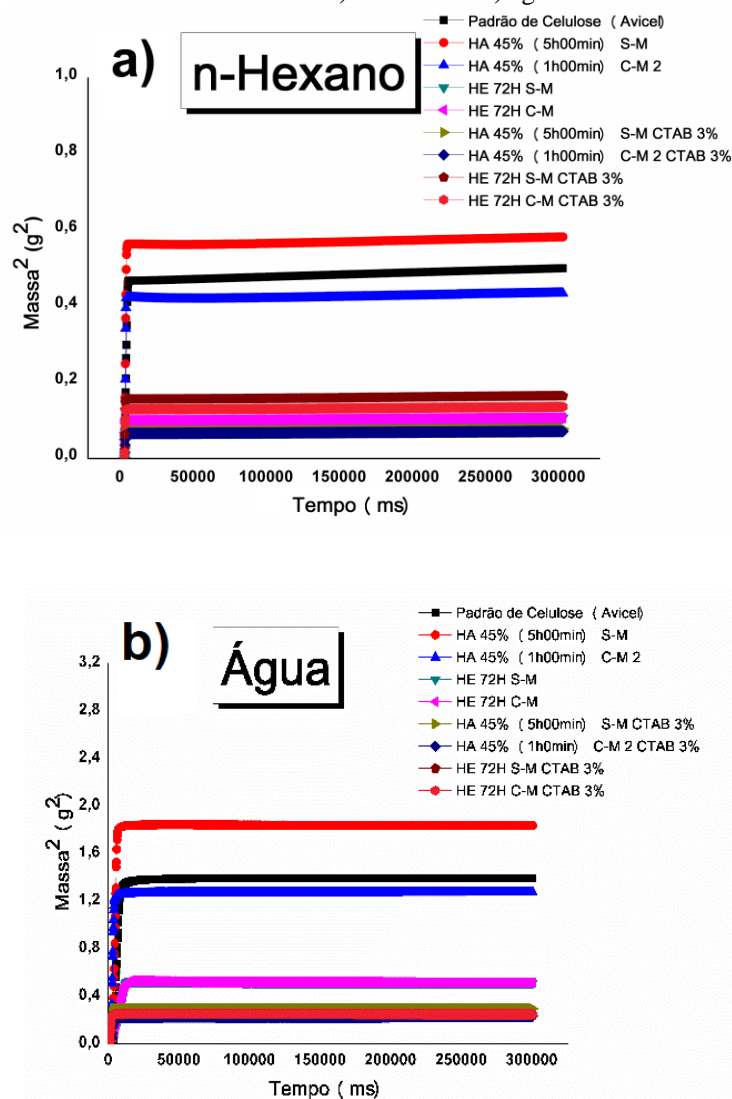 a)
n-Hexano
Padrão de Celulose ( Avicel)
HA 45% ( 5h00min) S-M
HA 45% ( 1h00min) C-M 2
HE 72H S-M
HE 72H C-M
HA 45% ( 5h00min) S-M CTAB 3%
HA 45% ( 1h00min) C-M 2 CTAB 3%
HE 72H S-M CTAB 3%
HE 72H C-M CTAB 3%
1,0
0,8
0,6
0,4
0,2
0,0
Massa2 (g2)
0 50000 100000 150000 200000 250000 300000
Tempo ( ms)
b)
Água
Padrão de Celulose ( Avicel)
HA 45% ( 5h00min) S-M
HA 45% ( 1h00min) C-M 2
HE 72H S-M
HE 72H C-M
HA 45% ( 5h00min) S-M CTAB 3%
HA 45% ( 1h0min) C-M 2 CTAB 3%
HE 72H S-M CTAB 3%
HE 72H C-M CTAB 3%
3,2
2,8
2,4
2,0
1,6
1,2
0,8
0,4
0,0
Massa2 ( g2)
0 50000 100000 150000 200000 250000 300000
Tempo ( ms)